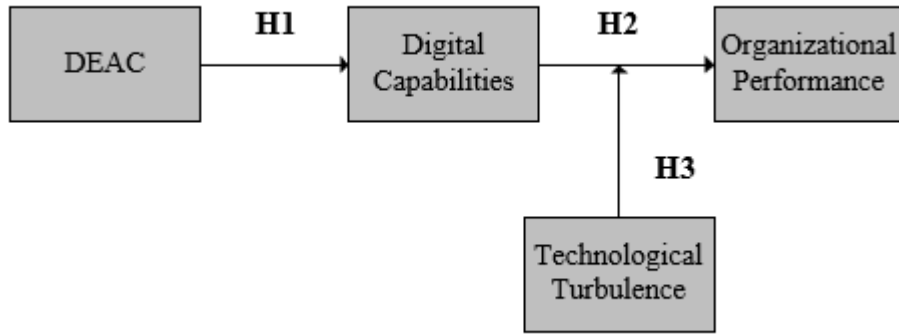 H1
H2
DEAC
Digital
Capabilities
Organizational
Performance
H3
Technological
Turbulence